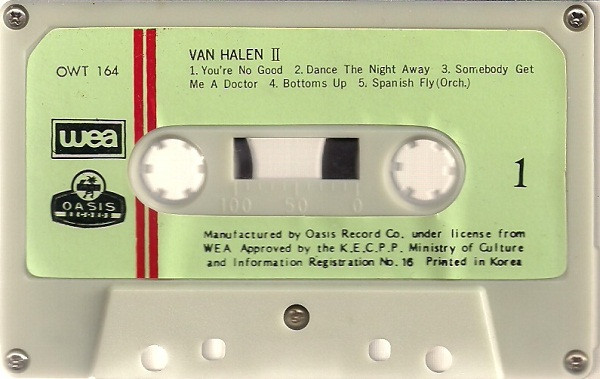 VAN HALEN II
OWT 164
1. You're No Good 2. Dance The Night Away 3. Somebody Get
Me A Doctor 4. Bottoms Up 5. Spanish Fly (Orch.)
wea
OASIS
RECORDS
1
100 50 0
Manufactured by Oasis Record Co. under license from
WEA Approved by the K.E.C.P.P. Ministry of Culture
and Information Registration No. 16 Printed in Korea